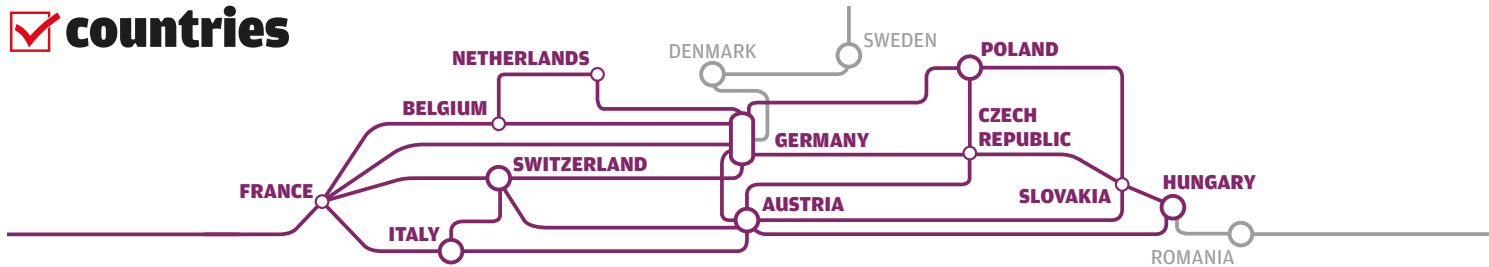 countries
SWEDEN
DENMARK
POLAND
NETHERLANDS
BELGIUM
CZECH
REPUBLIC
GERMANY
SWITZERLAND
FRANCE
HUNGARY
SLOVAKIA
AUSTRIA
ITALY
ROMANIA